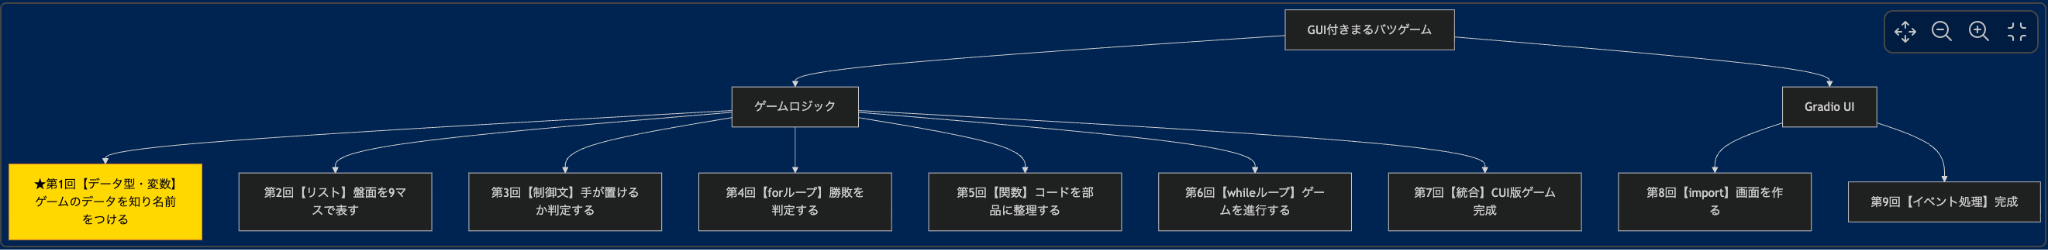 GUI付きまるバツゲーム
ゲームロジック
Gradio UI
★第1回【データ型・変数】
ゲームのデータを知り名前
をつける
第2回【リスト】盤面を9マ
スで表す
第3回【制御文】手が置ける
か判定する
第4回【forループ】勝敗を
判定する
第5回【関数】コードを部
品に整理する
第6回【whileループ】ゲー
ムを進行する
第7回【統合】CUI版ゲーム
完成
第8回【import】画面を作
る
第9回【イベント処理】完成